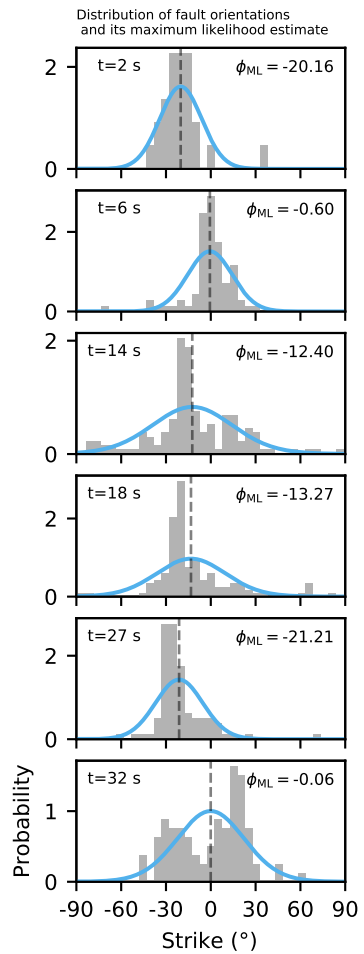 Distribution of fault orientations
and its maximum likelihood estimate
t=2 s
ϕML = -20.16
2
0
t=6 s
ϕML = -0.60
2
0
t=14 s
ϕML = -12.40
2
0
t=18 s
ϕML = -13.27
2
0
t=27 s
ϕML = -21.21
2
0
t=32 s
ϕML = -0.06
1
0
Probability
-90 -60 -30 0 30 60 90
Strike (°)